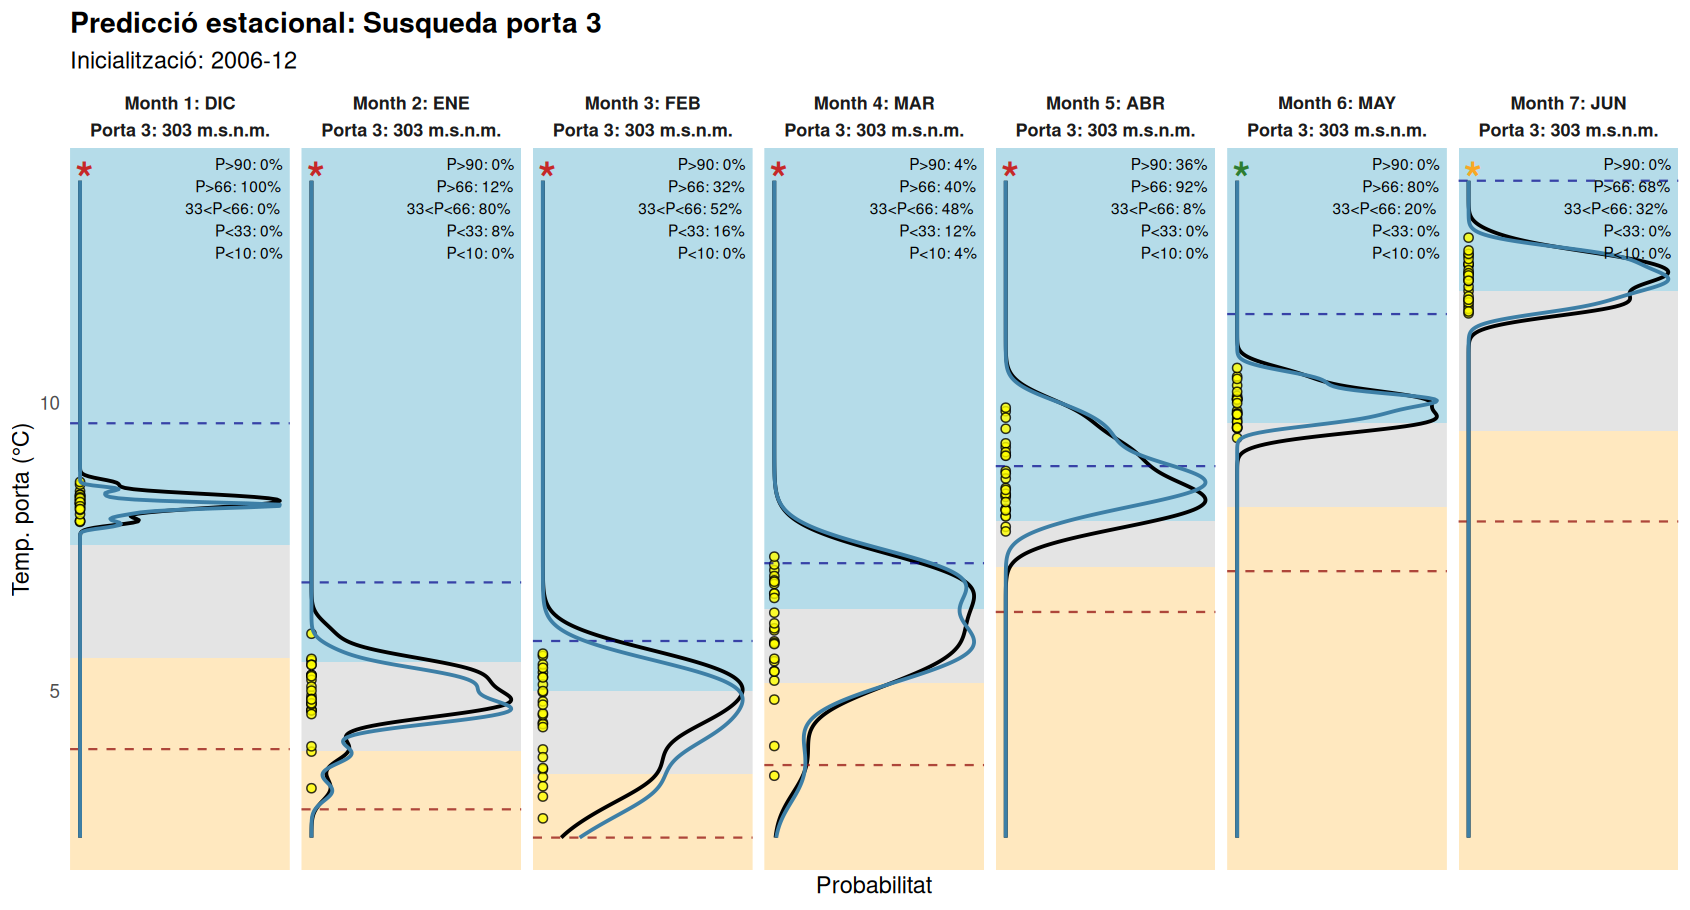 Predicció estacional: Susqueda porta 3
Inicialització: 2006-12
Month 1: DIC
Porta 3: 303 m.s.n.m.
Month 2: ENE
Porta 3: 303 m.s.n.m.
Month 3: FEB
Porta 3: 303 m.s.n.m.
Month 4: MAR
Porta 3: 303 m.s.n.m.
Month 5: ABR
Porta 3: 303 m.s.n.m.
Month 6: MAY
Porta 3: 303 m.s.n.m.
Month 7: JUN
Porta 3: 303 m.s.n.m.
*
P>90: 0%
P>66: 100%
33<P<66: 0%
P<33: 0%
P<10: 0%
*
P>90: 0%
P>66: 12%
33<P<66: 80%
P<33: 8%
P<10: 0%
*
P>90: 0%
P>66: 32%
33<P<66: 52%
P<33: 16%
P<10: 0%
*
P>90: 4%
P>66: 40%
33<P<66: 48%
P<33: 12%
P<10: 4%
*
P>90: 36%
P>66: 92%
33<P<66: 8%
P<33: 0%
P<10: 0%
*
P>90: 0%
P>66: 80%
33<P<66: 20%
P<33: 0%
P<10: 0%
*
P>90: 0%
P>66: 68%
33<P<66: 32%
P<33: 0%
P<10: 0%
10
5
Temp. porta (°C)
Probabilitat